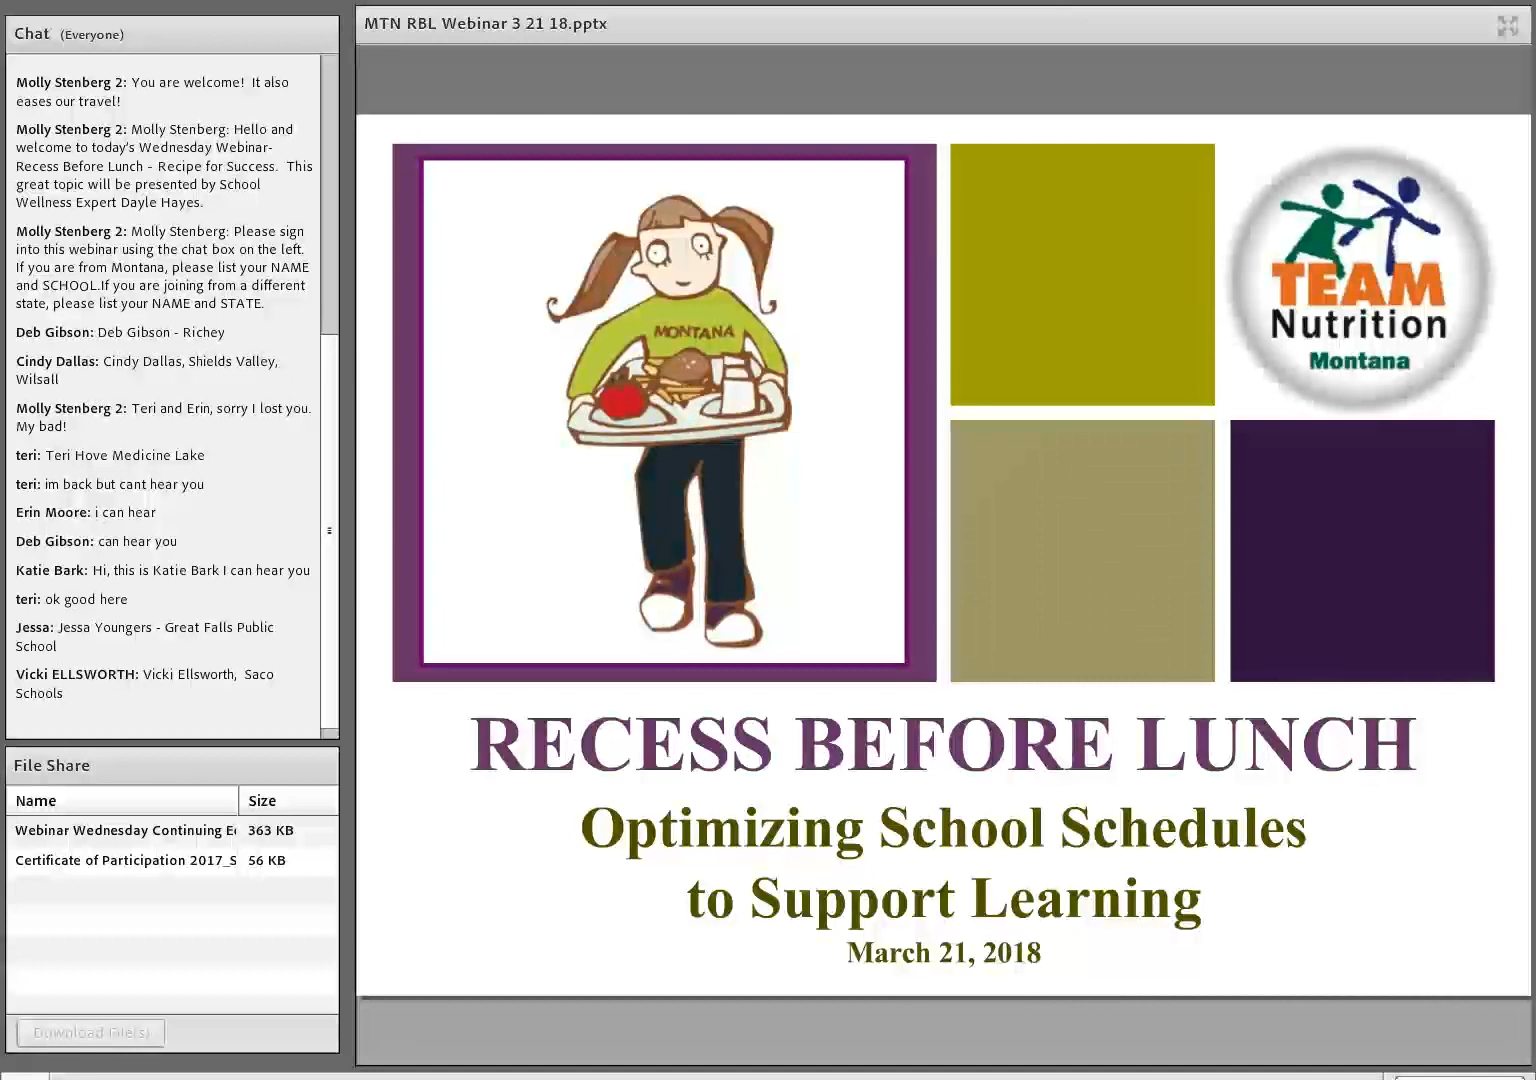 Chat (Everyone)
Molly Stenberg 2: You are welcome! It also
eases our travel!
Molly Stenberg 2: Molly Stenberg: Hello and
welcome to today's Wednesday Webinar-
Recess Before Lunch - Recipe for Success. This
great topic will be presented by School
Wellness Expert Dayle Hayes.
Molly Stenberg 2: Molly Stenberg: Please sign
into this webinar using the chat box on the left.
If you are from Montana, please list your NAME
and SCHOOL.If you are joining from a different
state, please list your NAME and STATE.
Deb Gibson: Deb Gibson - Richey
Cindy Dallas: Cindy Dallas, Shields Valley,
Wilsall
Molly Stenberg 2: Teri and Erin, sorry I lost you.
My bad!
teri: Teri Hove Medicine Lake
teri: im back but cant hear you
Erin Moore: i can hear
Deb Gibson: can hear you
Katie Bark: Hi, this is Katie Bark I can hear you
teri: ok good here
Jessa: Jessa Youngers - Great Falls Public
School
Vicki ELLSWORTH: Vicki Ellsworth, Saco
Schools
File Share
Name Size
Webinar Wednesday Continuing E 363 KB
Certificate of Participation 2017_S 56 KB
Download File(s)
MTN RBL Webinar 3 21 18.pptx
MONTANA
TEAM
Nutrition
Montana
RECESS BEFORE LUNCH
Optimizing School Schedules
to Support Learning
March 21, 2018